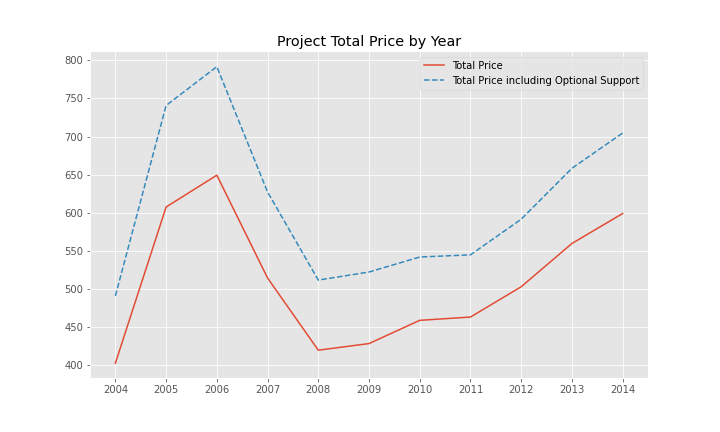 Project Total Price by Year
Total Price
Total Price including Optional Support
800
750
700
650
600
550
500
450
400
2004 2005 2006 2007 2008 2009 2010 2011 2012 2013 2014